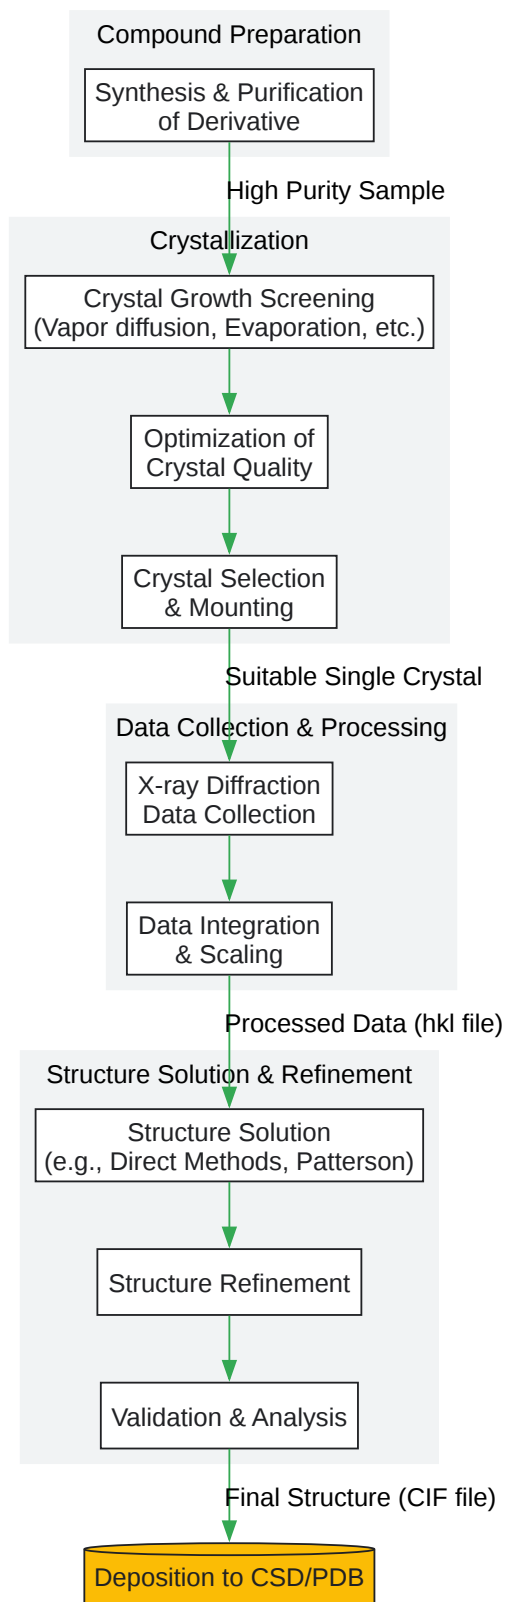 Compound Preparation
Synthesis & Purification
of Derivative
High Purity Sample
Crystallization
Crystal Growth Screening
(Vapor diffusion, Evaporation, etc.)
Optimization of
Crystal Quality
Crystal Selection
& Mounting
Suitable Single Crystal
Data Collection & Processing
X-ray Diffraction
Data Collection
Data Integration
& Scaling
Processed Data (hkl file)
Structure Solution & Refinement
Structure Solution
(e.g., Direct Methods, Patterson)
Structure Refinement
Validation & Analysis
Final Structure (CIF file)
Deposition to CSD/PDB